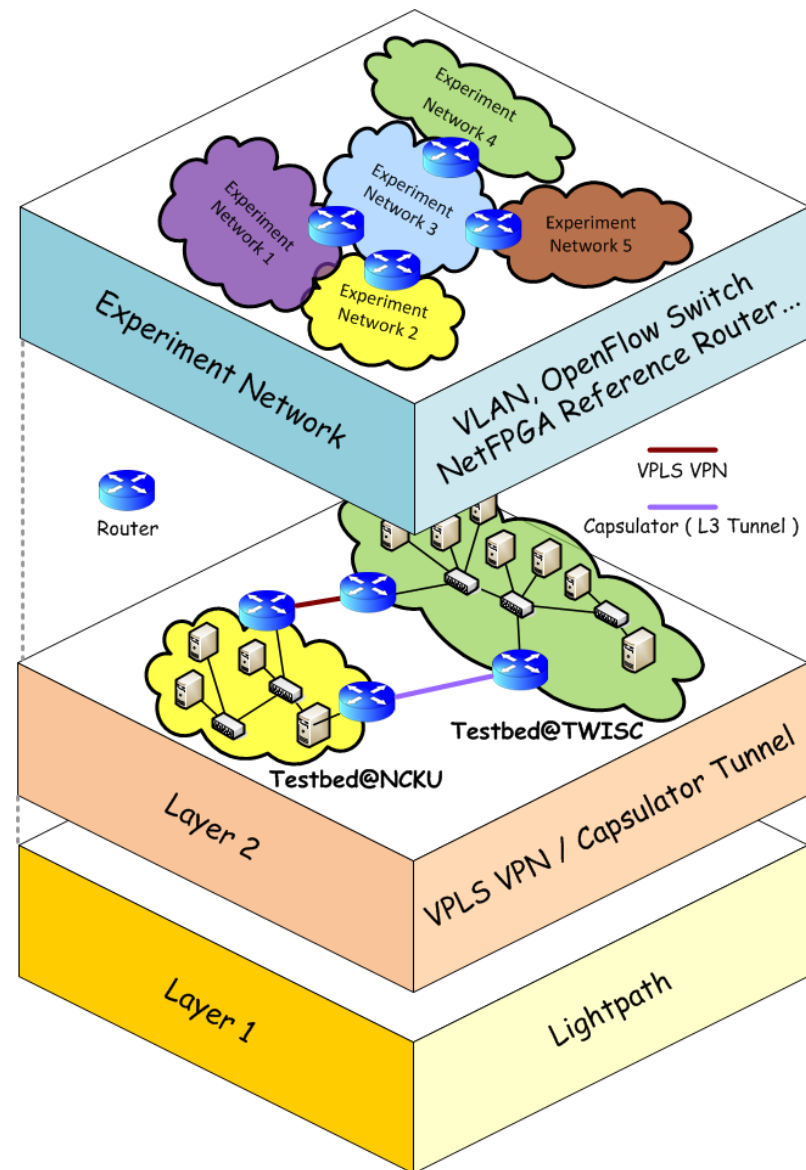 Experiment
Network 4
Experiment
Network 1
Experiment
Network 3
Experiment
Network 5
Experiment
Network 2
Experiment Network
VLAN, OpenFlow Switch
NetFPGA Reference Router...
Router
VPLS VPN
Capsulator ( L3 Tunnel )
Testbed@TWISC
Testbed@NCKU
Layer 2
VPLS VPN / Capsulator Tunnel
Layer 1
Lightpath